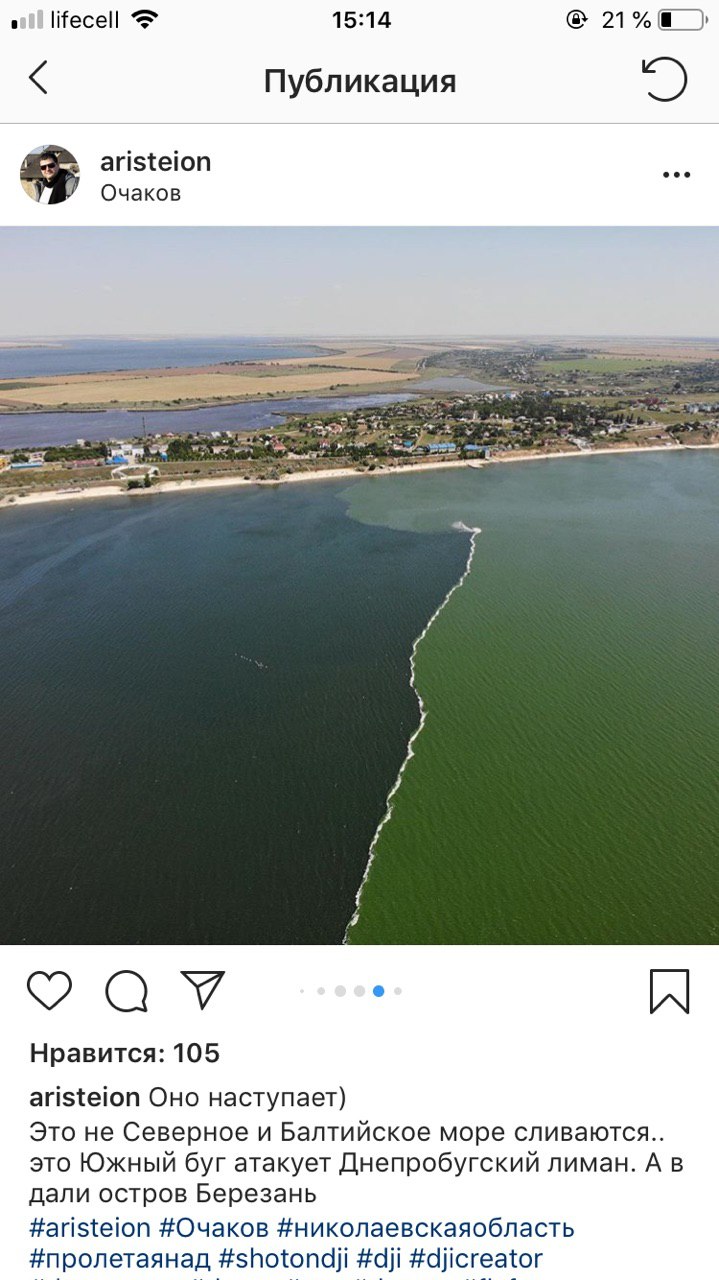 lifecell 15:14 21 %
Публикация
aristeion
Очаков
Нравится: 105
aristeion Оно наступает)
Это не Северное и Балтийское море сливаются..
это Южный буг атакует Днепробугский лиман. А в
дали остров Березань
#aristeion #Очаков #николаевскаяобласть
#пролетаянад #shotondji #dji #djicreator